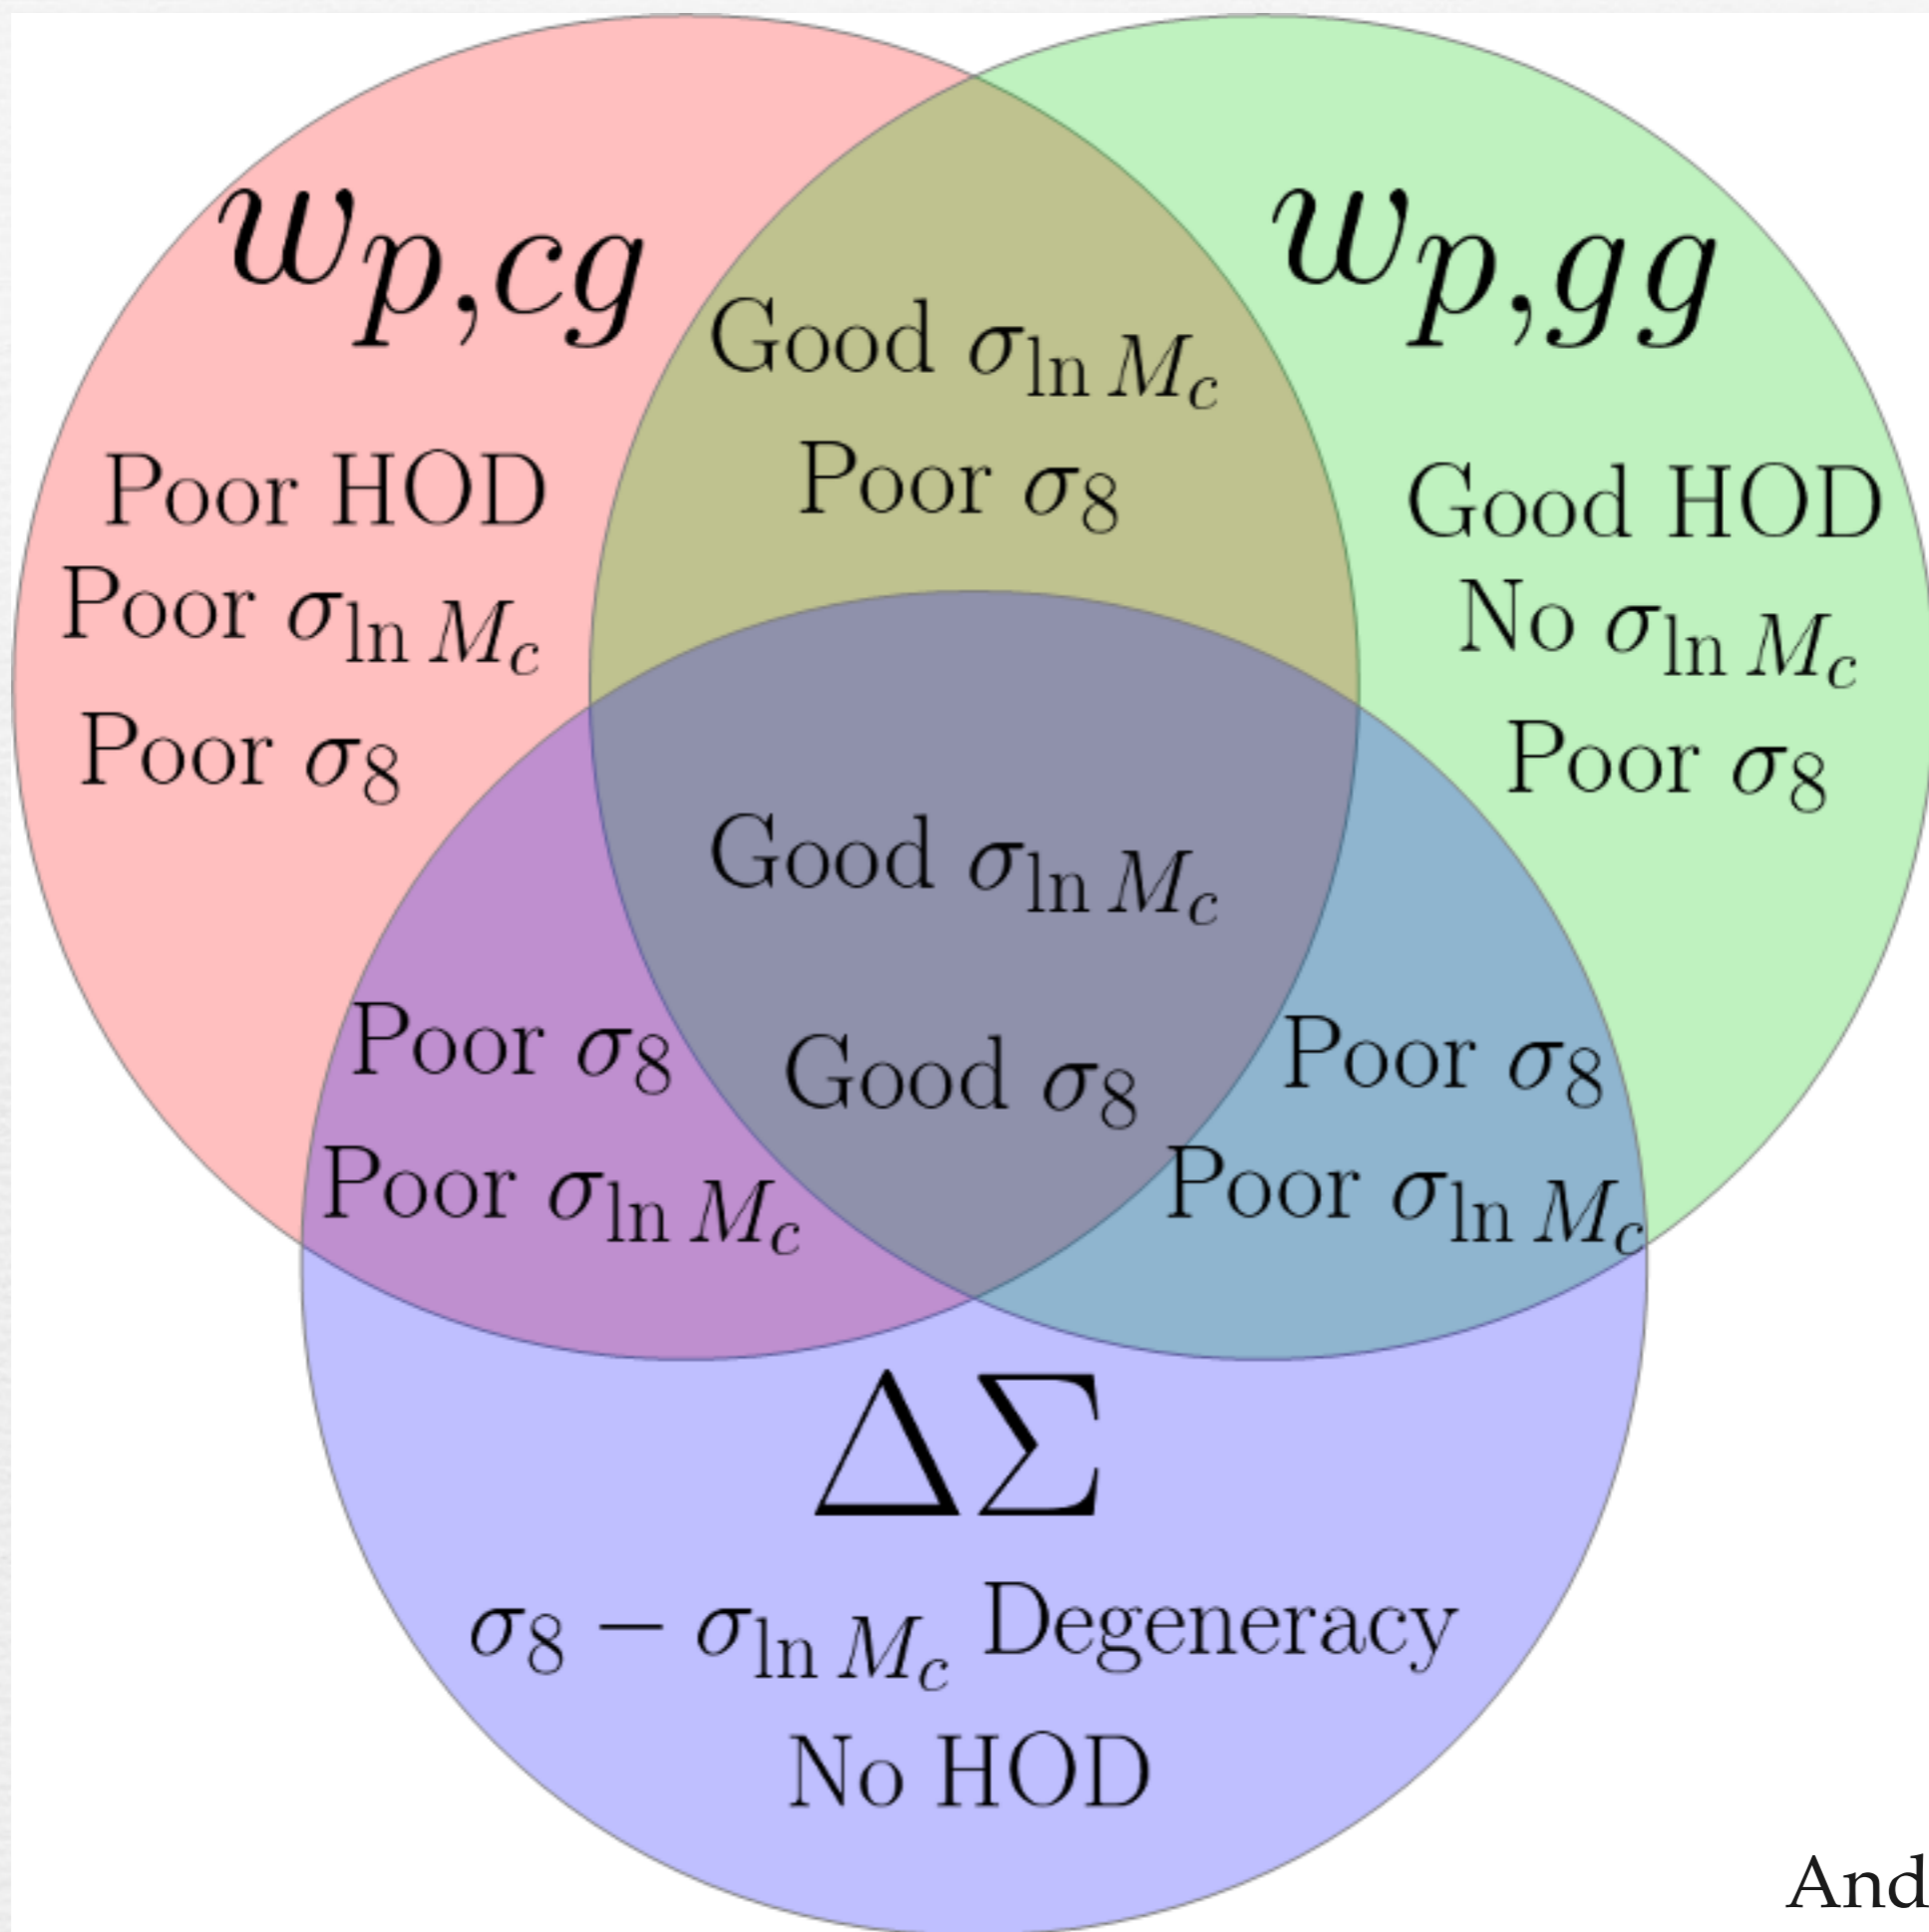 w_{p,cg}
Poor HOD
Poor σ_{ln M_c}
Poor σ_8
Good σ_{ln M_c}
Poor σ_8
w_{p,gg}
Good HOD
No σ_{ln M_c}
Poor σ_8
Good σ_{ln M_c}
Good σ_8
Poor σ_8
Poor σ_{ln M_c}
Poor σ_8
Poor σ_{ln M_c}
ΔΣ
σ_8 − σ_{ln M_c} Degeneracy
No HOD
And